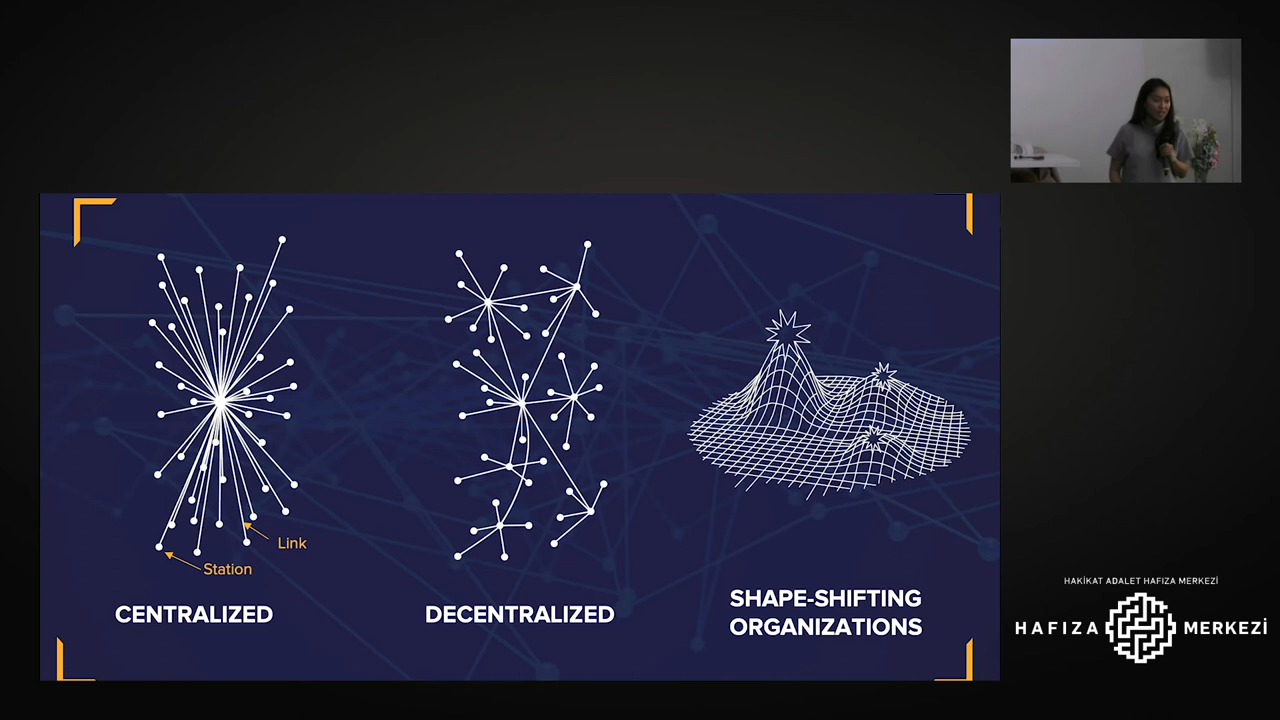 Link
Station
CENTRALIZED
DECENTRALIZED
SHAPE-SHIFTING
ORGANIZATIONS
HAKİKAT ADALET HAFIZA MERKEZİ
HAFIZA MERKEZİ